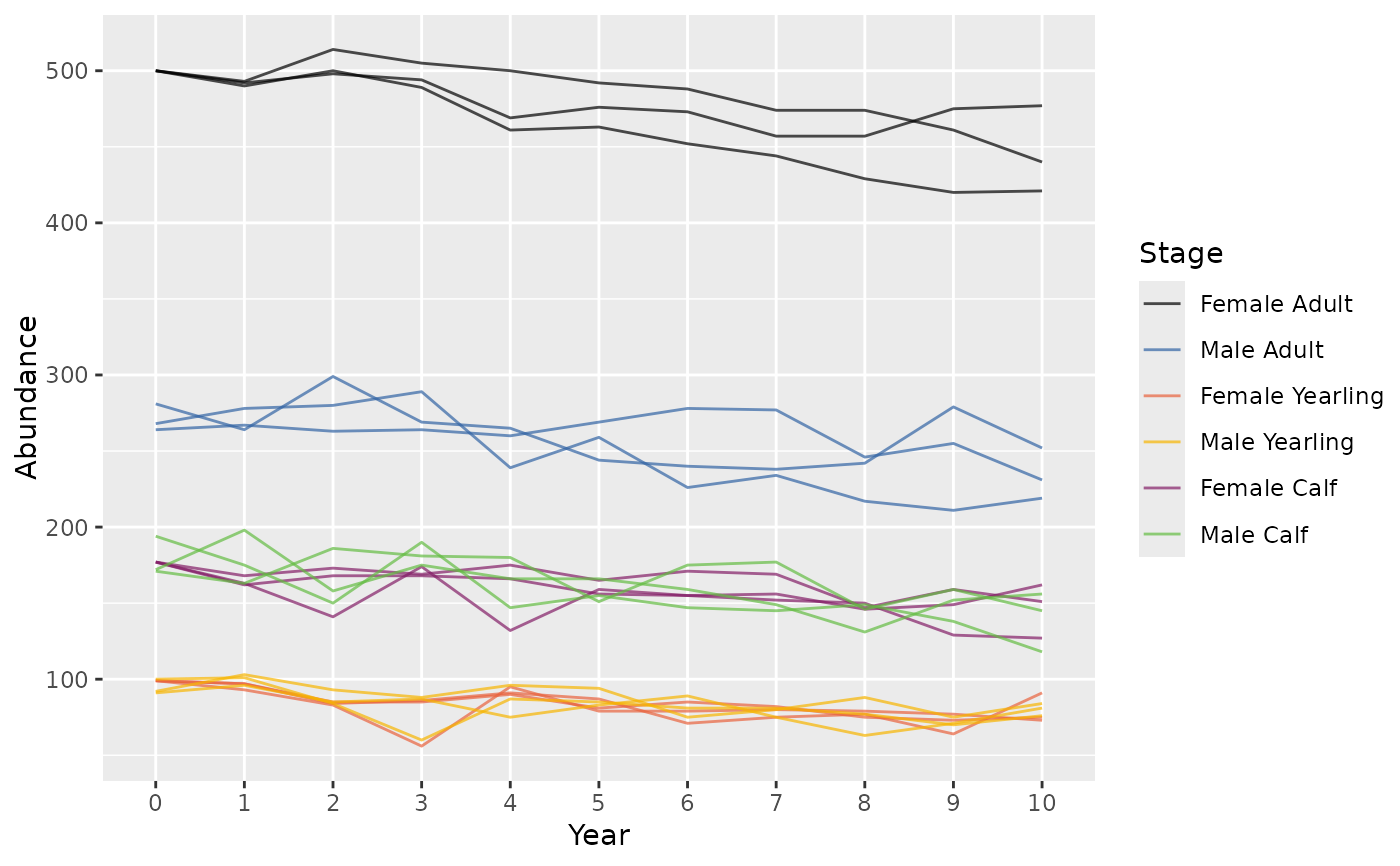 500
400
300
200
100
Abundance
0 1 2 3 4 5 6 7 8 9 10
Year
Stage
Female Adult
Male Adult
Female Yearling
Male Yearling
Female Calf
Male Calf